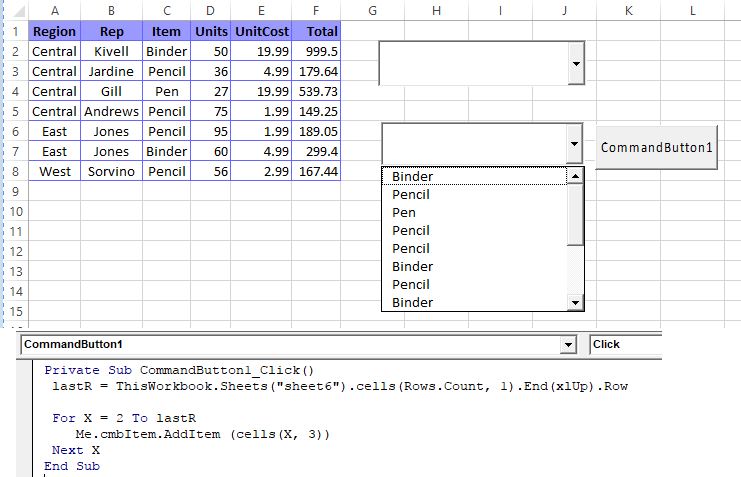 A B C D E F G H I J K L
1 Region Rep Item Units UnitCost Total
2 Central Kivell Binder 50 19.99 999.5
3 Central Jardine Pencil 36 4.99 179.64
4 Central Gill Pen 27 19.99 539.73
5 Central Andrews Pencil 75 1.99 149.25
6 East Jones Pencil 95 1.99 189.05
7 East Jones Binder 60 4.99 299.4
8 West Sorvino Pencil 56 2.99 167.44
9
10
11
12
13
14
15
CommandButton1
Binder
Pencil
Pen
Pencil
Pencil
Binder
Pencil
Binder
CommandButton1 Click
Private Sub CommandButton1_Click()
lastR = ThisWorkbook.Sheets("sheet6").cells(Rows.Count, 1).End(xlUp).Row
For X = 2 To lastR
Me.cmbItem.AddItem (cells(X, 3))
Next X
End Sub